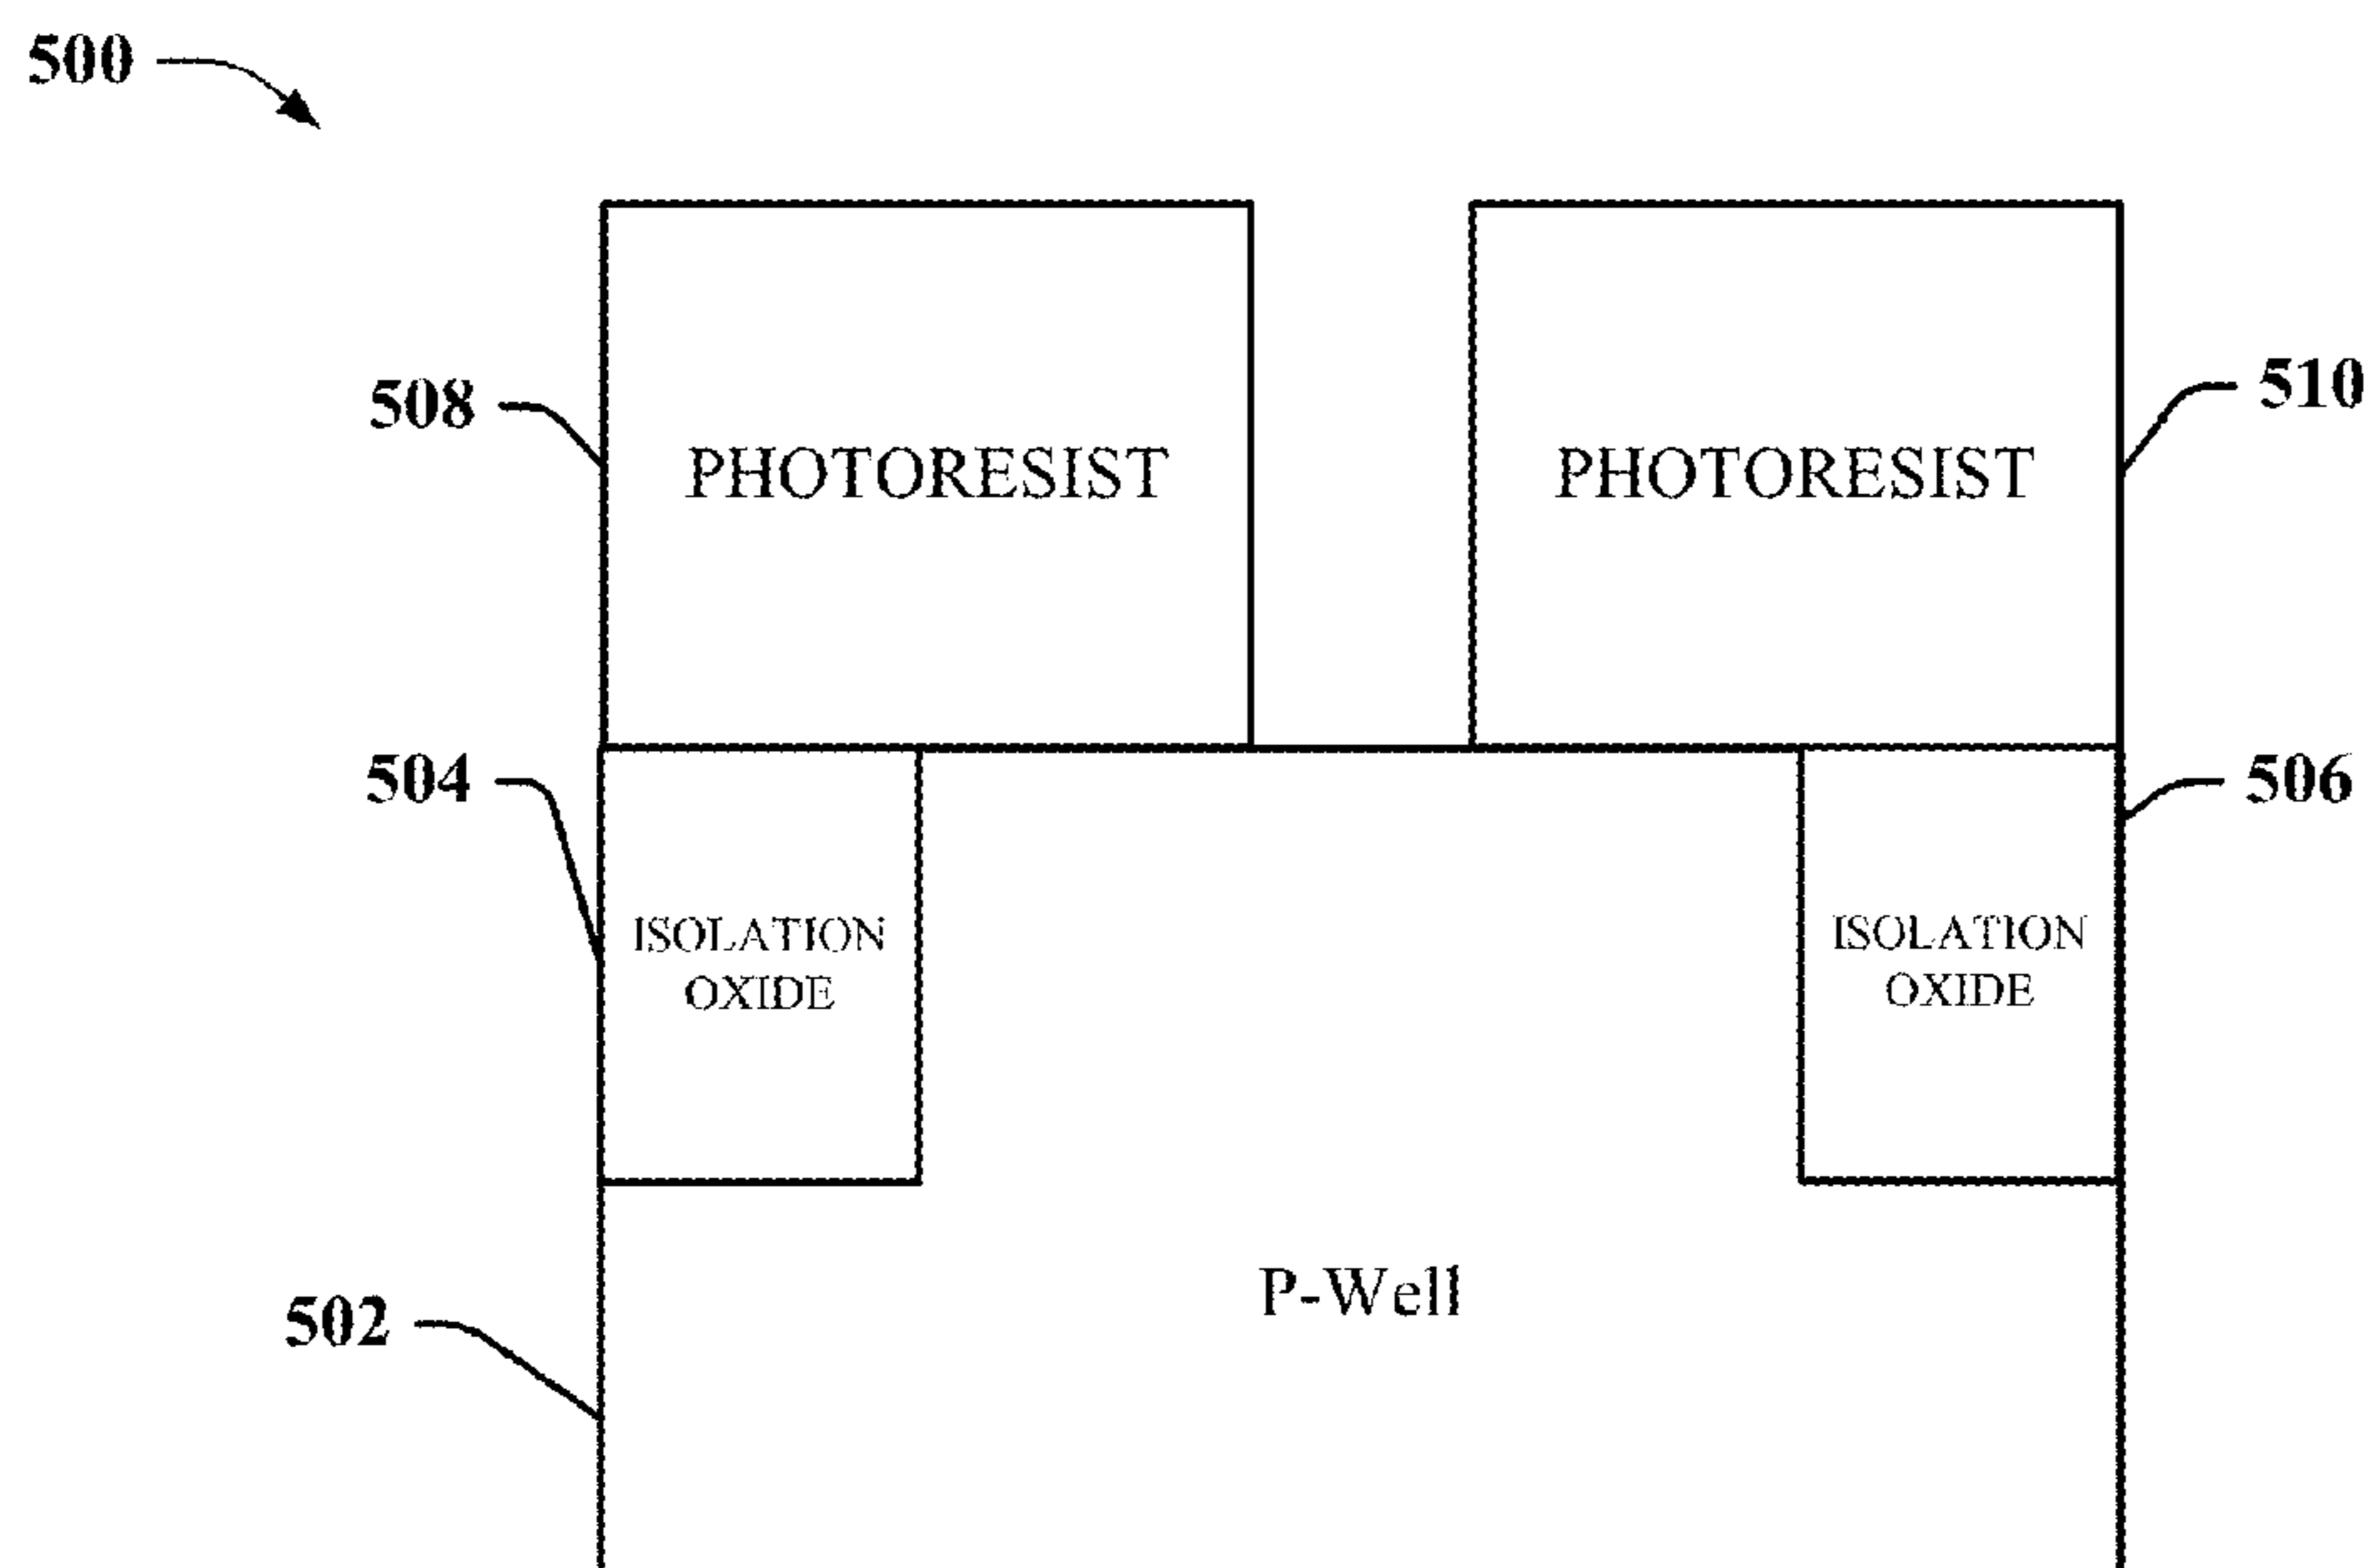 500
508
PHOTORESIST
PHOTORESIST
510
504
506
ISOLATION
OXIDE
ISOLATION
OXIDE
502
P-Well